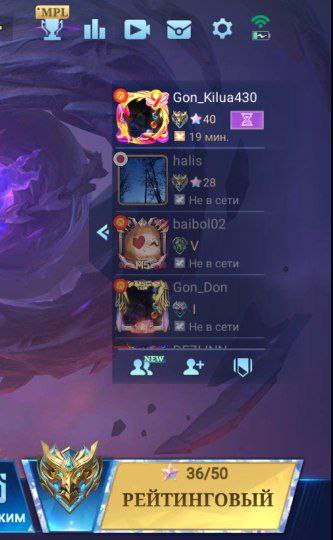 MPL
Gon_Kilua430
40
19 мин.
halis
28
Не в сети
baibol02
V
Не в сети
Gon_Don
I
Не в сети
NEW
36/50
РЕЙТИНГОВЫЙ